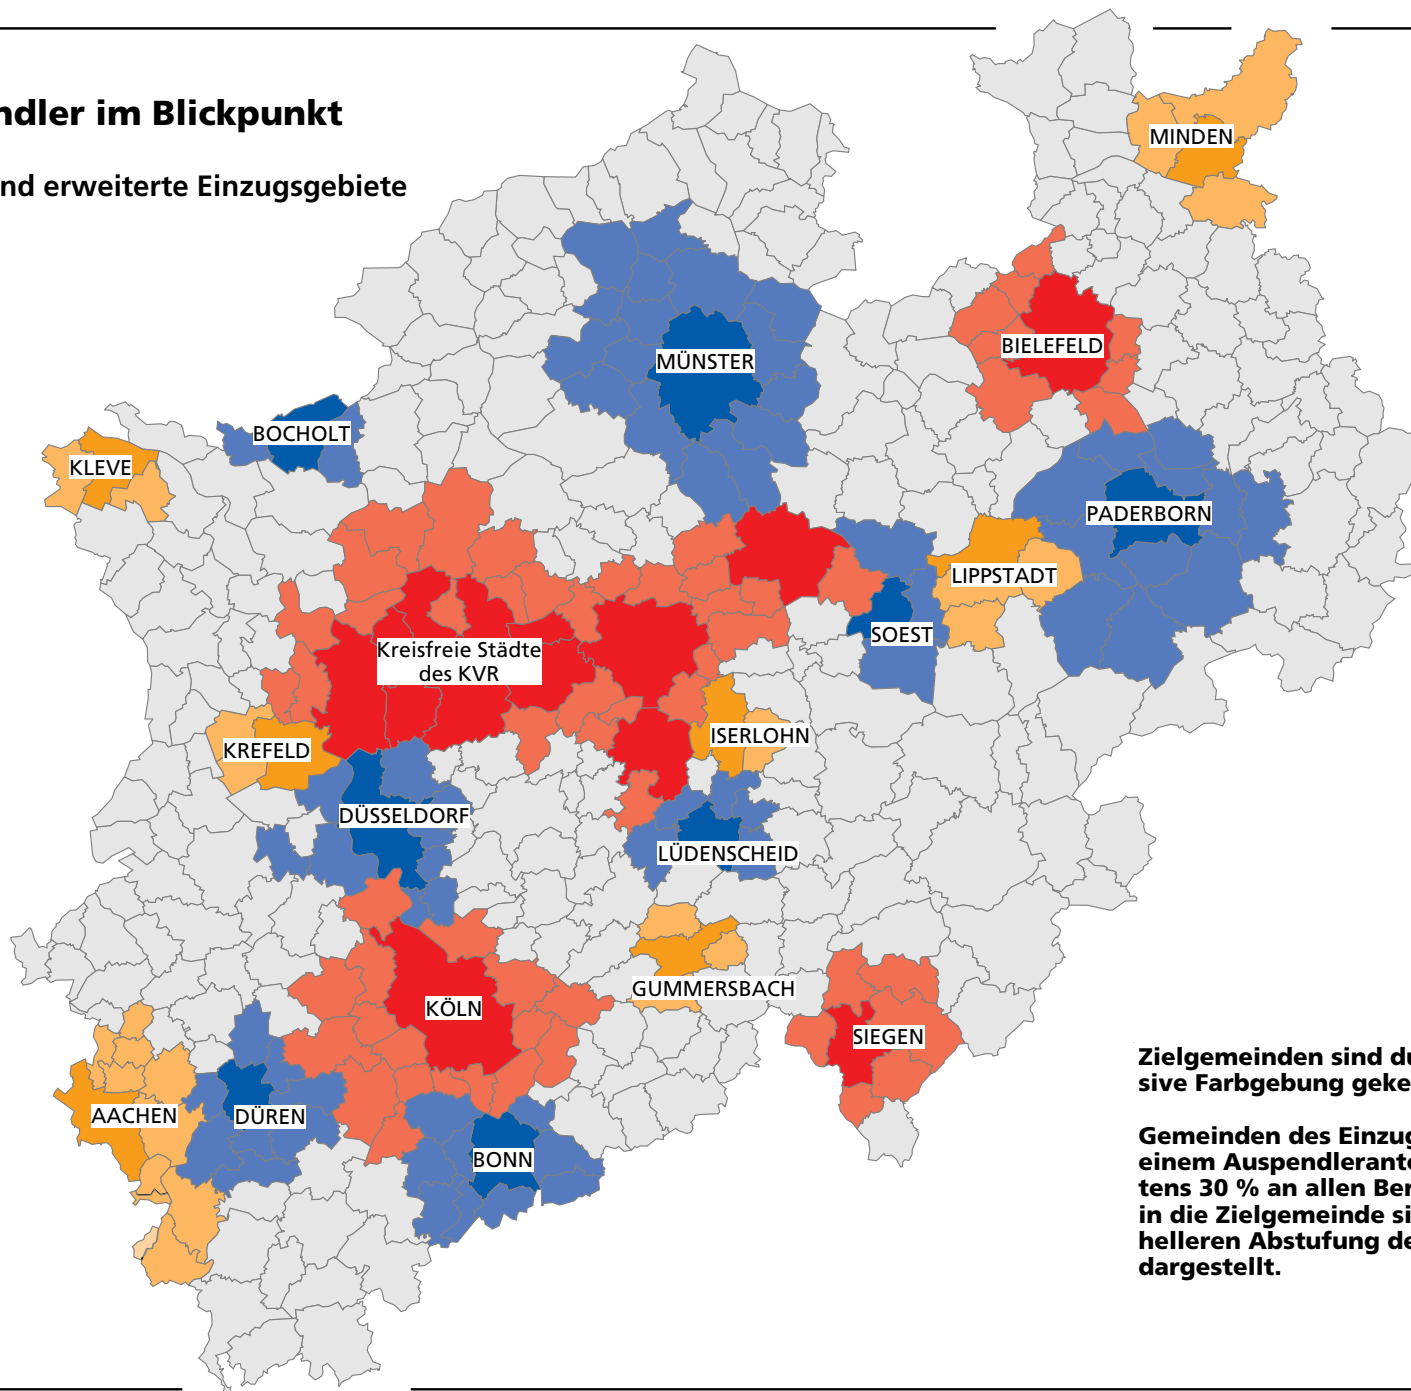 ndler im Blickpunkt
nd erweiterte Einzugsgebiete
MINDEN
BIELEFELD
MÜNSTER
BOCHOLT
KLEVE
PADERBORN
LIPPSTADT
SOEST
Kreisfreie Städte
des KVR
ISERLOHN
KREFELD
DÜSSELDORF
LÜDENSCHEID
GUMMERSBACH
KÖLN
SIEGEN
AACHEN
DÜREN
BONN
Zielgemeinden sind du
sive Farbgebung geke
Gemeinden des Einzug
einem Auspendlerante
tens 30 % an allen Ber
in die Zielgemeinde si
helleren Abstufung de
dargestellt.